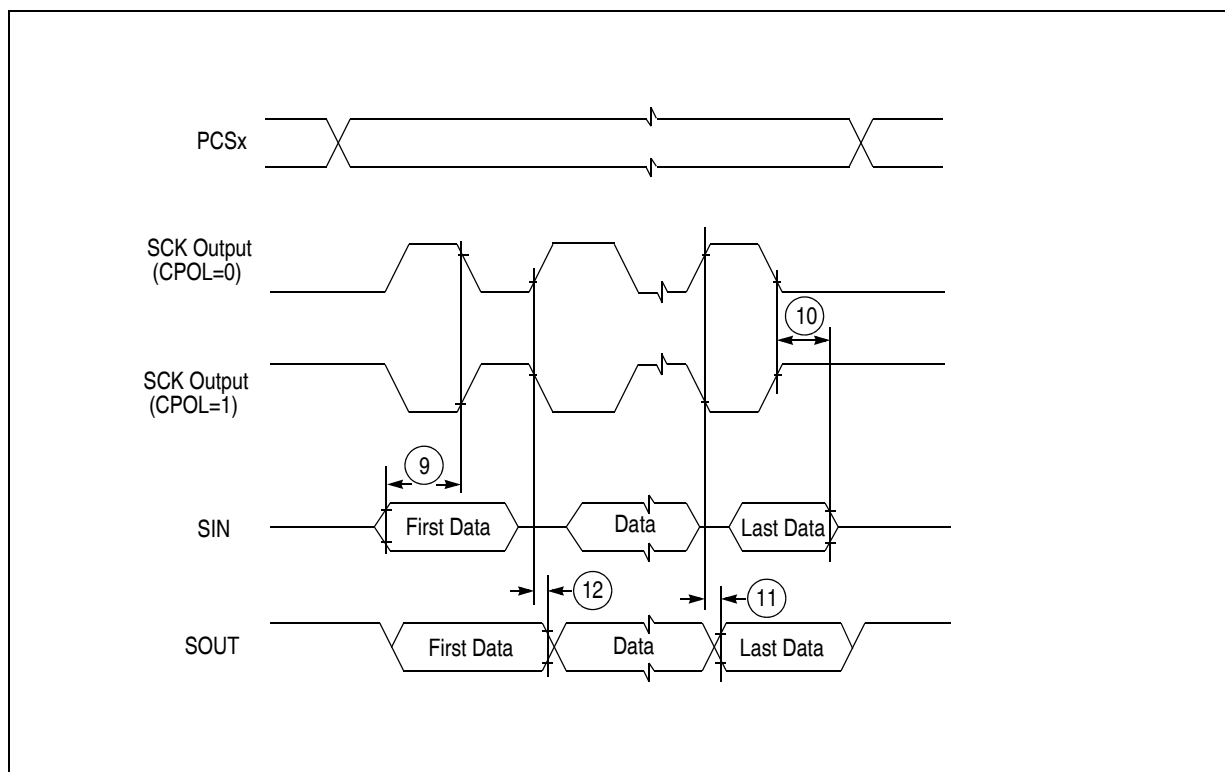 PCSx
SCK Output
(CPOL=0)
10
SCK Output
(CPOL=1)
9
SIN
First Data
Data
Last Data
12
11
SOUT
First Data
Data
Last Data